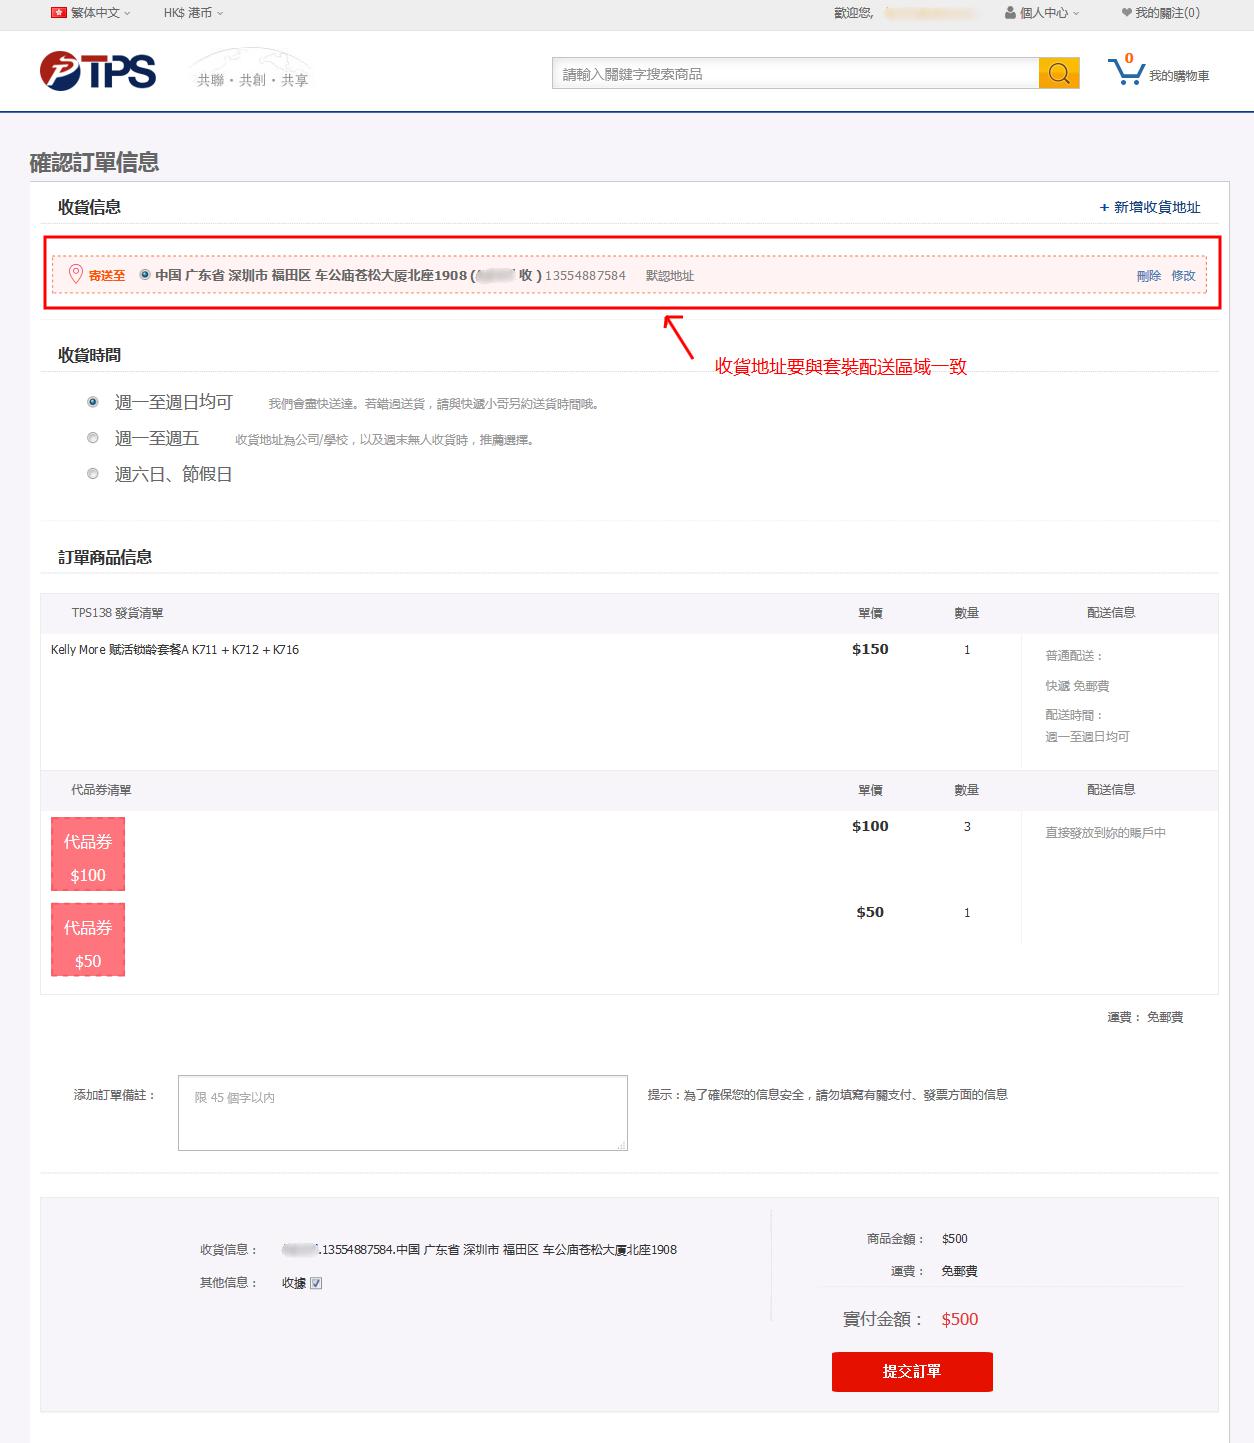 繁体中文 HK$ 港币 歡迎您, 個人中心 我的關注(0)
TPS 共聯・共創・共享 請輸入關鍵字搜索商品 0 我的購物車
確認訂單信息
收貨信息 + 新增收貨地址
寄送至 中国 广东省 深圳市 福田区 车公庙苍松大厦北座1908 ( 收 ) 13554887584 默認地址 刪除 修改
收貨時間
收貨地址要與套裝配送區域一致
週一至週日均可 我們會盡快送達。若錯過送貨，請與快遞小哥另約送貨時間哦。
週一至週五 收貨地址為公司/學校，以及週末無人收貨時，推薦選擇。
週六日、節假日
訂單商品信息
TPS138 發貨清單 單價 數量 配送信息
Kelly More 赋活锁龄套餐A K711 + K712 + K716 $150 1 普通配送：
快遞 免郵費
配送時間：
週一至週日均可
代品券清單 單價 數量 配送信息
代品券 $100 3 直接發放到妳的賬戶中
$100
代品券 $50 1
$50
運費： 免郵費
添加訂單備註： 限 45 個字以内 提示：為了確保您的信息安全，請勿填寫有關支付、發票方面的信息
收貨信息： .13554887584.中国 广东省 深圳市 福田区 车公庙苍松大厦北座1908
其他信息： 收據
商品金額： $500
運費： 免郵費
實付金額： $500
提交訂單